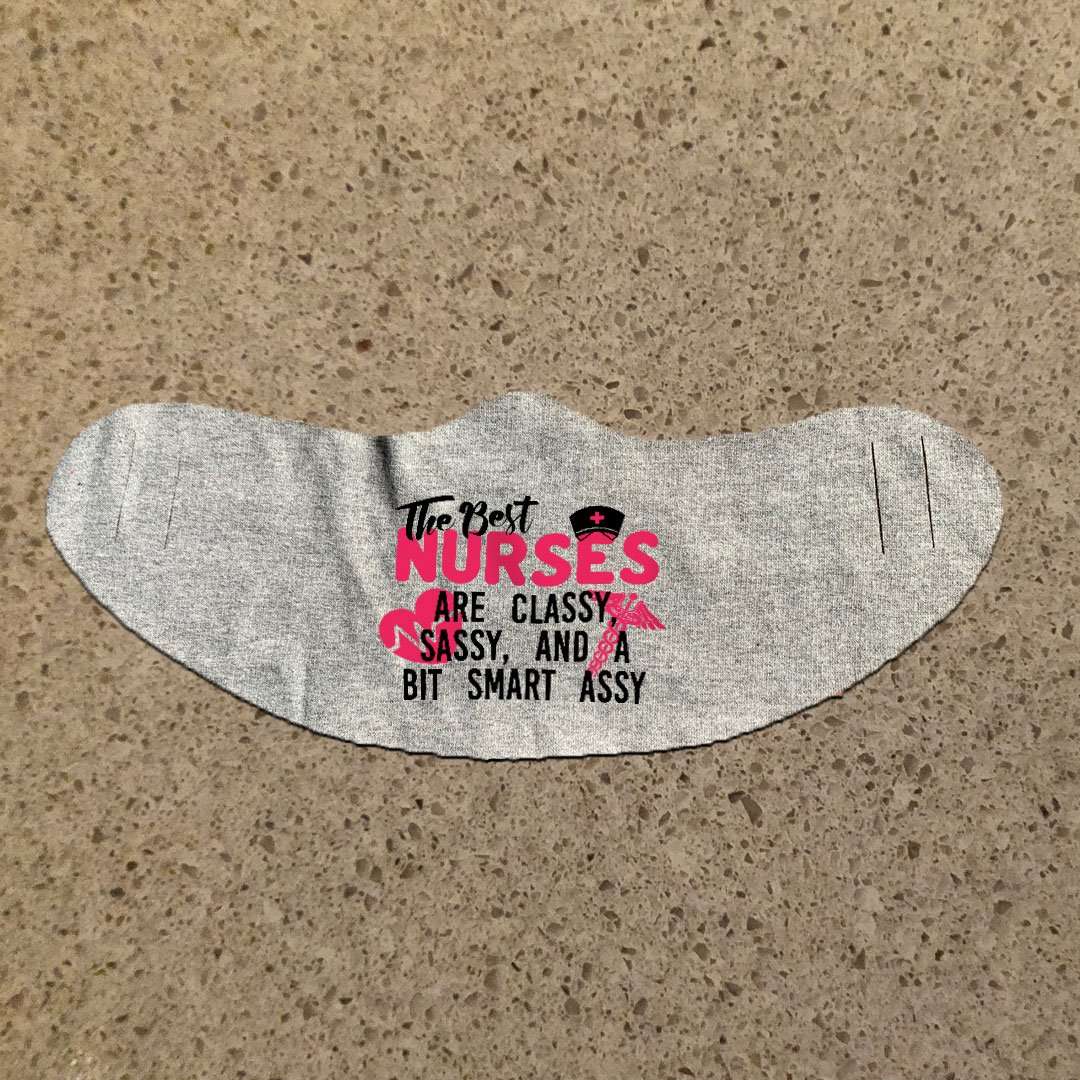 The Best
NURSES
ARE CLASSY,
SASSY, AND A
BIT SMART ASSY